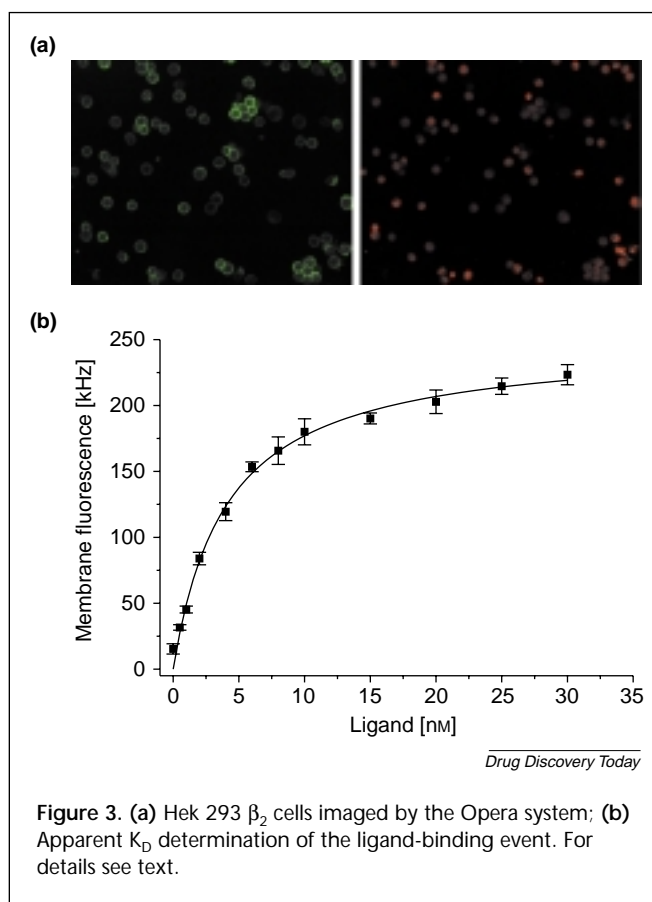 (a)
(b)
250
200
150
100
50
0
Membrane fluorescence [kHz]
0 5 10 15 20 25 30 35
Ligand [nM]
Drug Discovery Today
Figure 3. (a) Hek 293 β₂ cells imaged by the Opera system; (b)
Apparent K_D determination of the ligand-binding event. For
details see text.